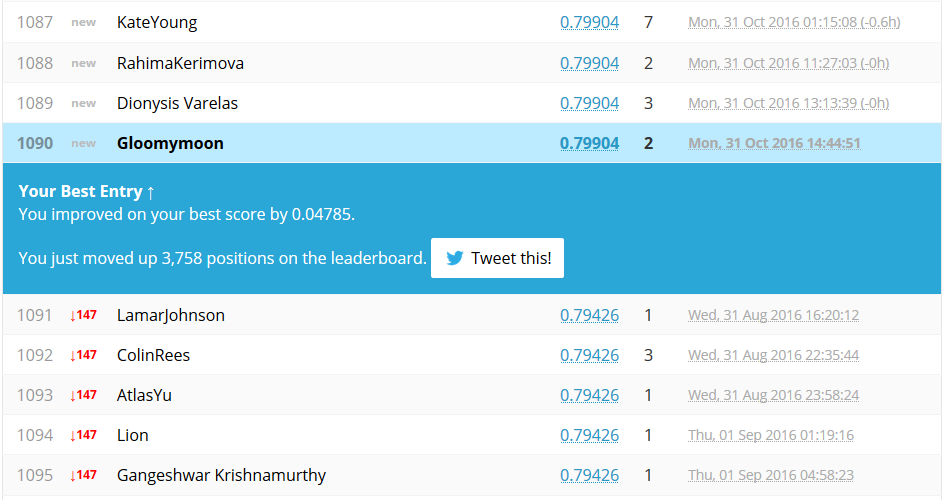 1087 new KateYoung 0.79904 7 Mon, 31 Oct 2016 01:15:08 (-0.6h)
1088 new RahimaKerimova 0.79904 2 Mon, 31 Oct 2016 11:27:03 (-0h)
1089 new Dionysis Varelas 0.79904 3 Mon, 31 Oct 2016 13:13:39 (-0h)
1090 new Gloomymoon 0.79904 2 Mon, 31 Oct 2016 14:44:51
Your Best Entry ↑
You improved on your best score by 0.04785.
You just moved up 3,758 positions on the leaderboard. Tweet this!
1091 ↓147 LamarJohnson 0.79426 1 Wed, 31 Aug 2016 16:20:12
1092 ↓147 ColinRees 0.79426 3 Wed, 31 Aug 2016 22:35:44
1093 ↓147 AtlasYu 0.79426 1 Wed, 31 Aug 2016 23:58:24
1094 ↓147 Lion 0.79426 1 Thu, 01 Sep 2016 01:19:16
1095 ↓147 Gangeshwar Krishnamurthy 0.79426 1 Thu, 01 Sep 2016 04:58:23